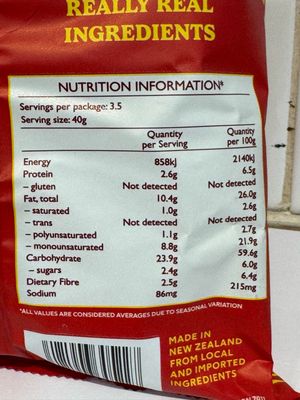 REALLY REAL
INGREDIENTS
NUTRITION INFORMATION*
Servings per package: 3.5
Serving size: 40g
Quantity per Serving Quantity per 100g
Energy 858kJ 2140kJ
Protein 2.6g 6.5g
– gluten Not detected Not detected
Fat, total 10.4g 26.0g
– saturated 1.0g 2.6g
– trans Not detected Not detected
– polyunsaturated 1.1g 2.7g
– monounsaturated 8.8g 21.9g
Carbohydrate 23.9g 59.6g
– sugars 2.4g 6.0g
Dietary Fibre 2.5g 6.4g
Sodium 86mg 215mg
*ALL VALUES ARE CONSIDERED AVERAGES DUE TO SEASONAL VARIATION
MADE IN
NEW ZEALAND
FROM LOCAL
AND IMPORTED
INGREDIENTS